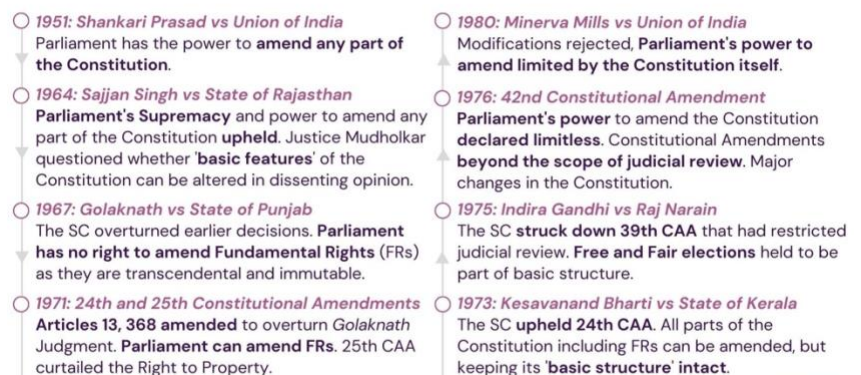 1951: Shankari Prasad vs Union of India
Parliament has the power to amend any part of
the Constitution.
1964: Sajjan Singh vs State of Rajasthan
Parliament's Supremacy and power to amend any
part of the Constitution upheld. Justice Mudholkar
questioned whether 'basic features' of the
Constitution can be altered in dissenting opinion.
1967: Golaknath vs State of Punjab
The SC overturned earlier decisions. Parliament
has no right to amend Fundamental Rights (FRs)
as they are transcendental and immutable.
1971: 24th and 25th Constitutional Amendments
Articles 13, 368 amended to overturn Golaknath
Judgment. Parliament can amend FRs. 25th CAA
curtailed the Right to Property.
1980: Minerva Mills vs Union of India
Modifications rejected, Parliament's power to
amend limited by the Constitution itself.
1976: 42nd Constitutional Amendment
Parliament's power to amend the Constitution
declared limitless. Constitutional Amendments
beyond the scope of judicial review. Major
changes in the Constitution.
1975: Indira Gandhi vs Raj Narain
The SC struck down 39th CAA that had restricted
judicial review. Free and Fair elections held to be
part of basic structure.
1973: Kesavanand Bharti vs State of Kerala
The SC upheld 24th CAA. All parts of the
Constitution including FRs can be amended, but
keeping its 'basic structure' intact.